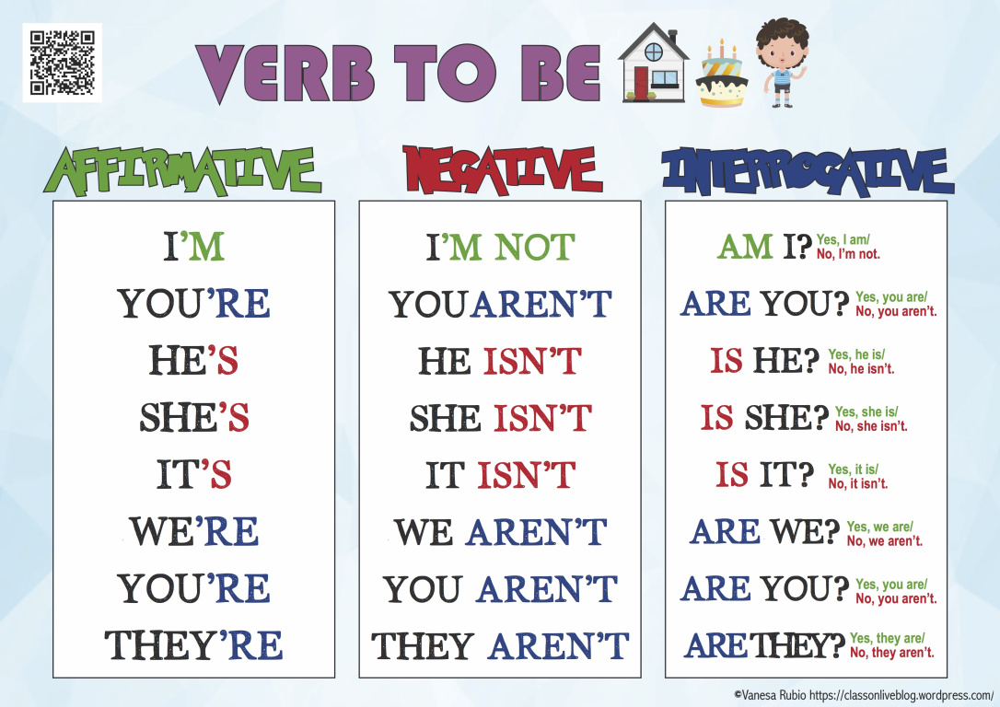 VERB TO BE
AFFIRMATIVE
I'M
YOU'RE
HE'S
SHE'S
IT'S
WE'RE
YOU'RE
THEY'RE
NEGATIVE
I'M NOT
YOUAREN'T
HE ISN'T
SHE ISN'T
IT ISN'T
WE AREN'T
YOU AREN'T
THEY AREN'T
INTERROGATIVE
AM I? Yes, I am/
No, I'm not.
ARE YOU? Yes, you are/
No, you aren't.
IS HE? Yes, he is/
No, he isn't.
IS SHE? Yes, she is/
No, she isn't.
IS IT? Yes, it is/
No, it isn't.
ARE WE? Yes, we are/
No, we aren't.
ARE YOU? Yes, you are/
No, you aren't.
ARE THEY? Yes, they are/
No, they aren't.
©Vanesa Rubio https://classonliveblog.wordpress.com/